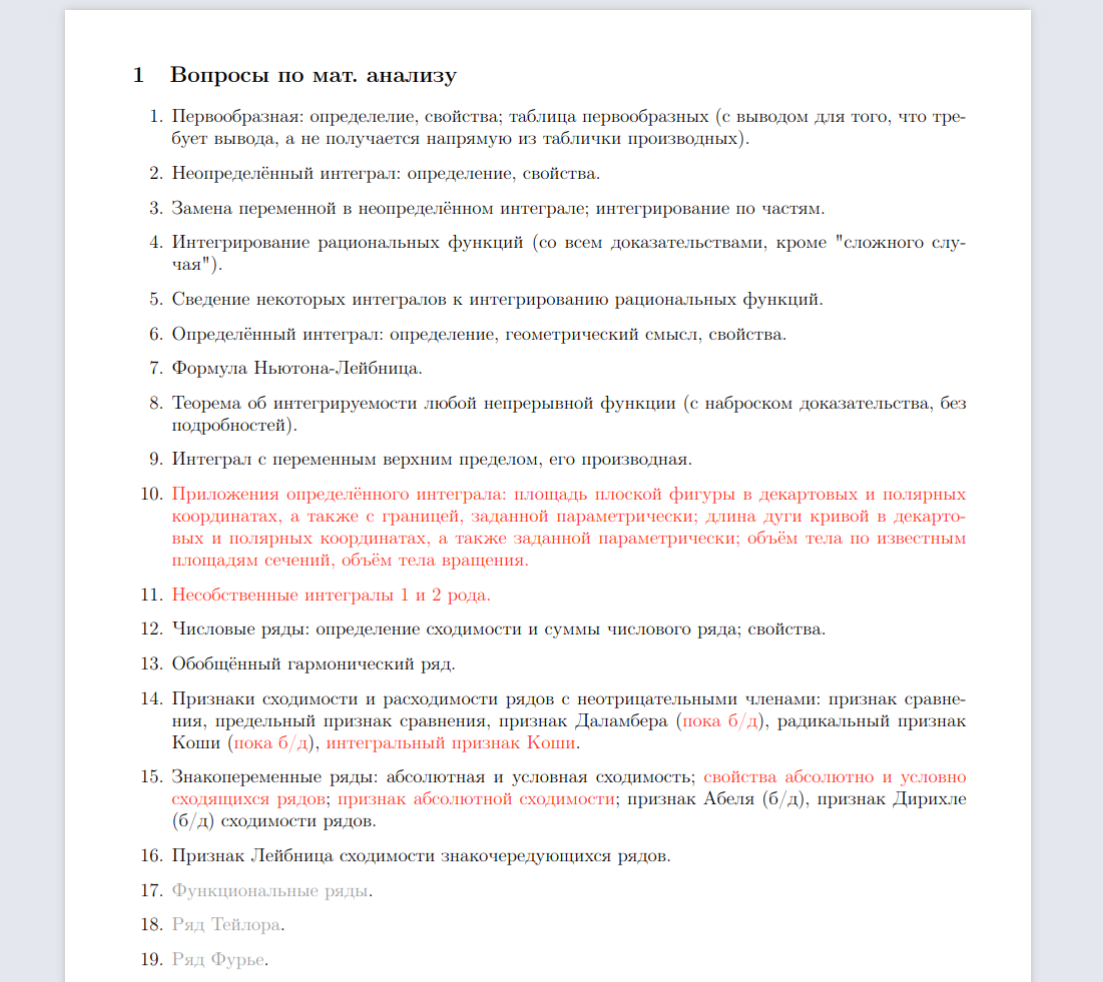 1 Вопросы по мат. анализу
1. Первообразная: определелие, свойства; таблица первообразных (с выводом для того, что тре-
бует вывода, а не получается напрямую из таблички производных).
2. Неопределённый интеграл: определение, свойства.
3. Замена переменной в неопределённом интеграле; интегрирование по частям.
4. Интегрирование рациональных функций (со всем доказательствами, кроме "сложного слу-
чая").
5. Сведение некоторых интегралов к интегрированию рациональных функций.
6. Определённый интеграл: определение, геометрический смысл, свойства.
7. Формула Ньютона-Лейбница.
8. Теорема об интегрируемости любой непрерывной функции (с наброском доказательства, без
подробностей).
9. Интеграл с переменным верхним пределом, его производная.
10. Приложения определённого интеграла: площадь плоской фигуры в декартовых и полярных
координатах, а также с границей, заданной параметрически; длина дуги кривой в декарто-
вых и полярных координатах, а также заданной параметрически; объём тела по известным
площадям сечений, объём тела вращения.
11. Несобственные интегралы 1 и 2 рода.
12. Числовые ряды: определение сходимости и суммы числового ряда; свойства.
13. Обобщённый гармонический ряд.
14. Признаки сходимости и расходимости рядов с неотрицательными членами: признак сравне-
ния, предельный признак сравнения, признак Даламбера (пока б/д), радикальный признак
Коши (пока б/д), интегральный признак Коши.
15. Знакопеременные ряды: абсолютная и условная сходимость; свойства абсолютно и условно
сходящихся рядов; признак абсолютной сходимости; признак Абеля (б/д), признак Дирихле
(б/д) сходимости рядов.
16. Признак Лейбница сходимости знакочередующихся рядов.
17. Функциональные ряды.
18. Ряд Тейлора.
19. Ряд Фурье.